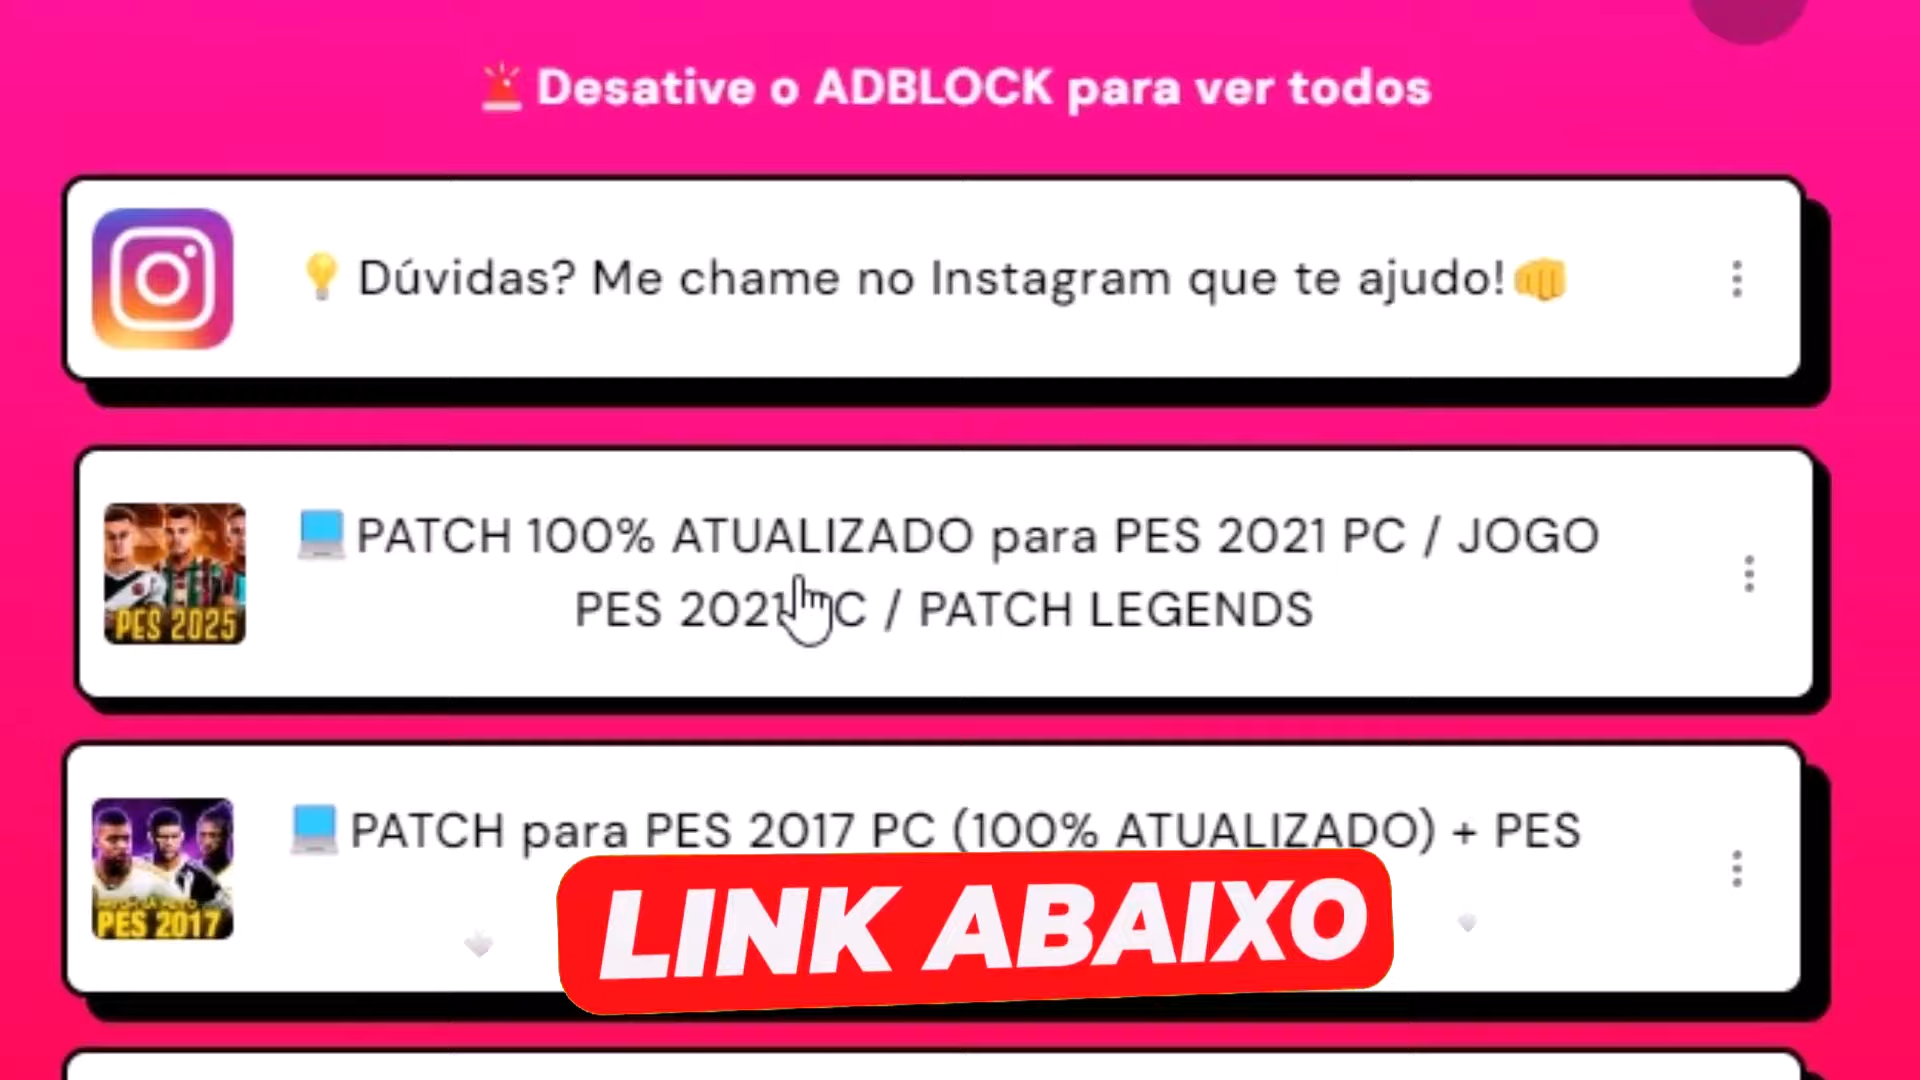 🚨 Desative o ADBLOCK para ver todos
💡 Dúvidas? Me chame no Instagram que te ajudo!👊
💻PATCH 100% ATUALIZADO para PES 2021 PC / JOGO
PES 2021 PC / PATCH LEGENDS
PES 2025
💻PATCH para PES 2017 PC (100% ATUALIZADO) + PES
PES 2017
LINK ABAIXO